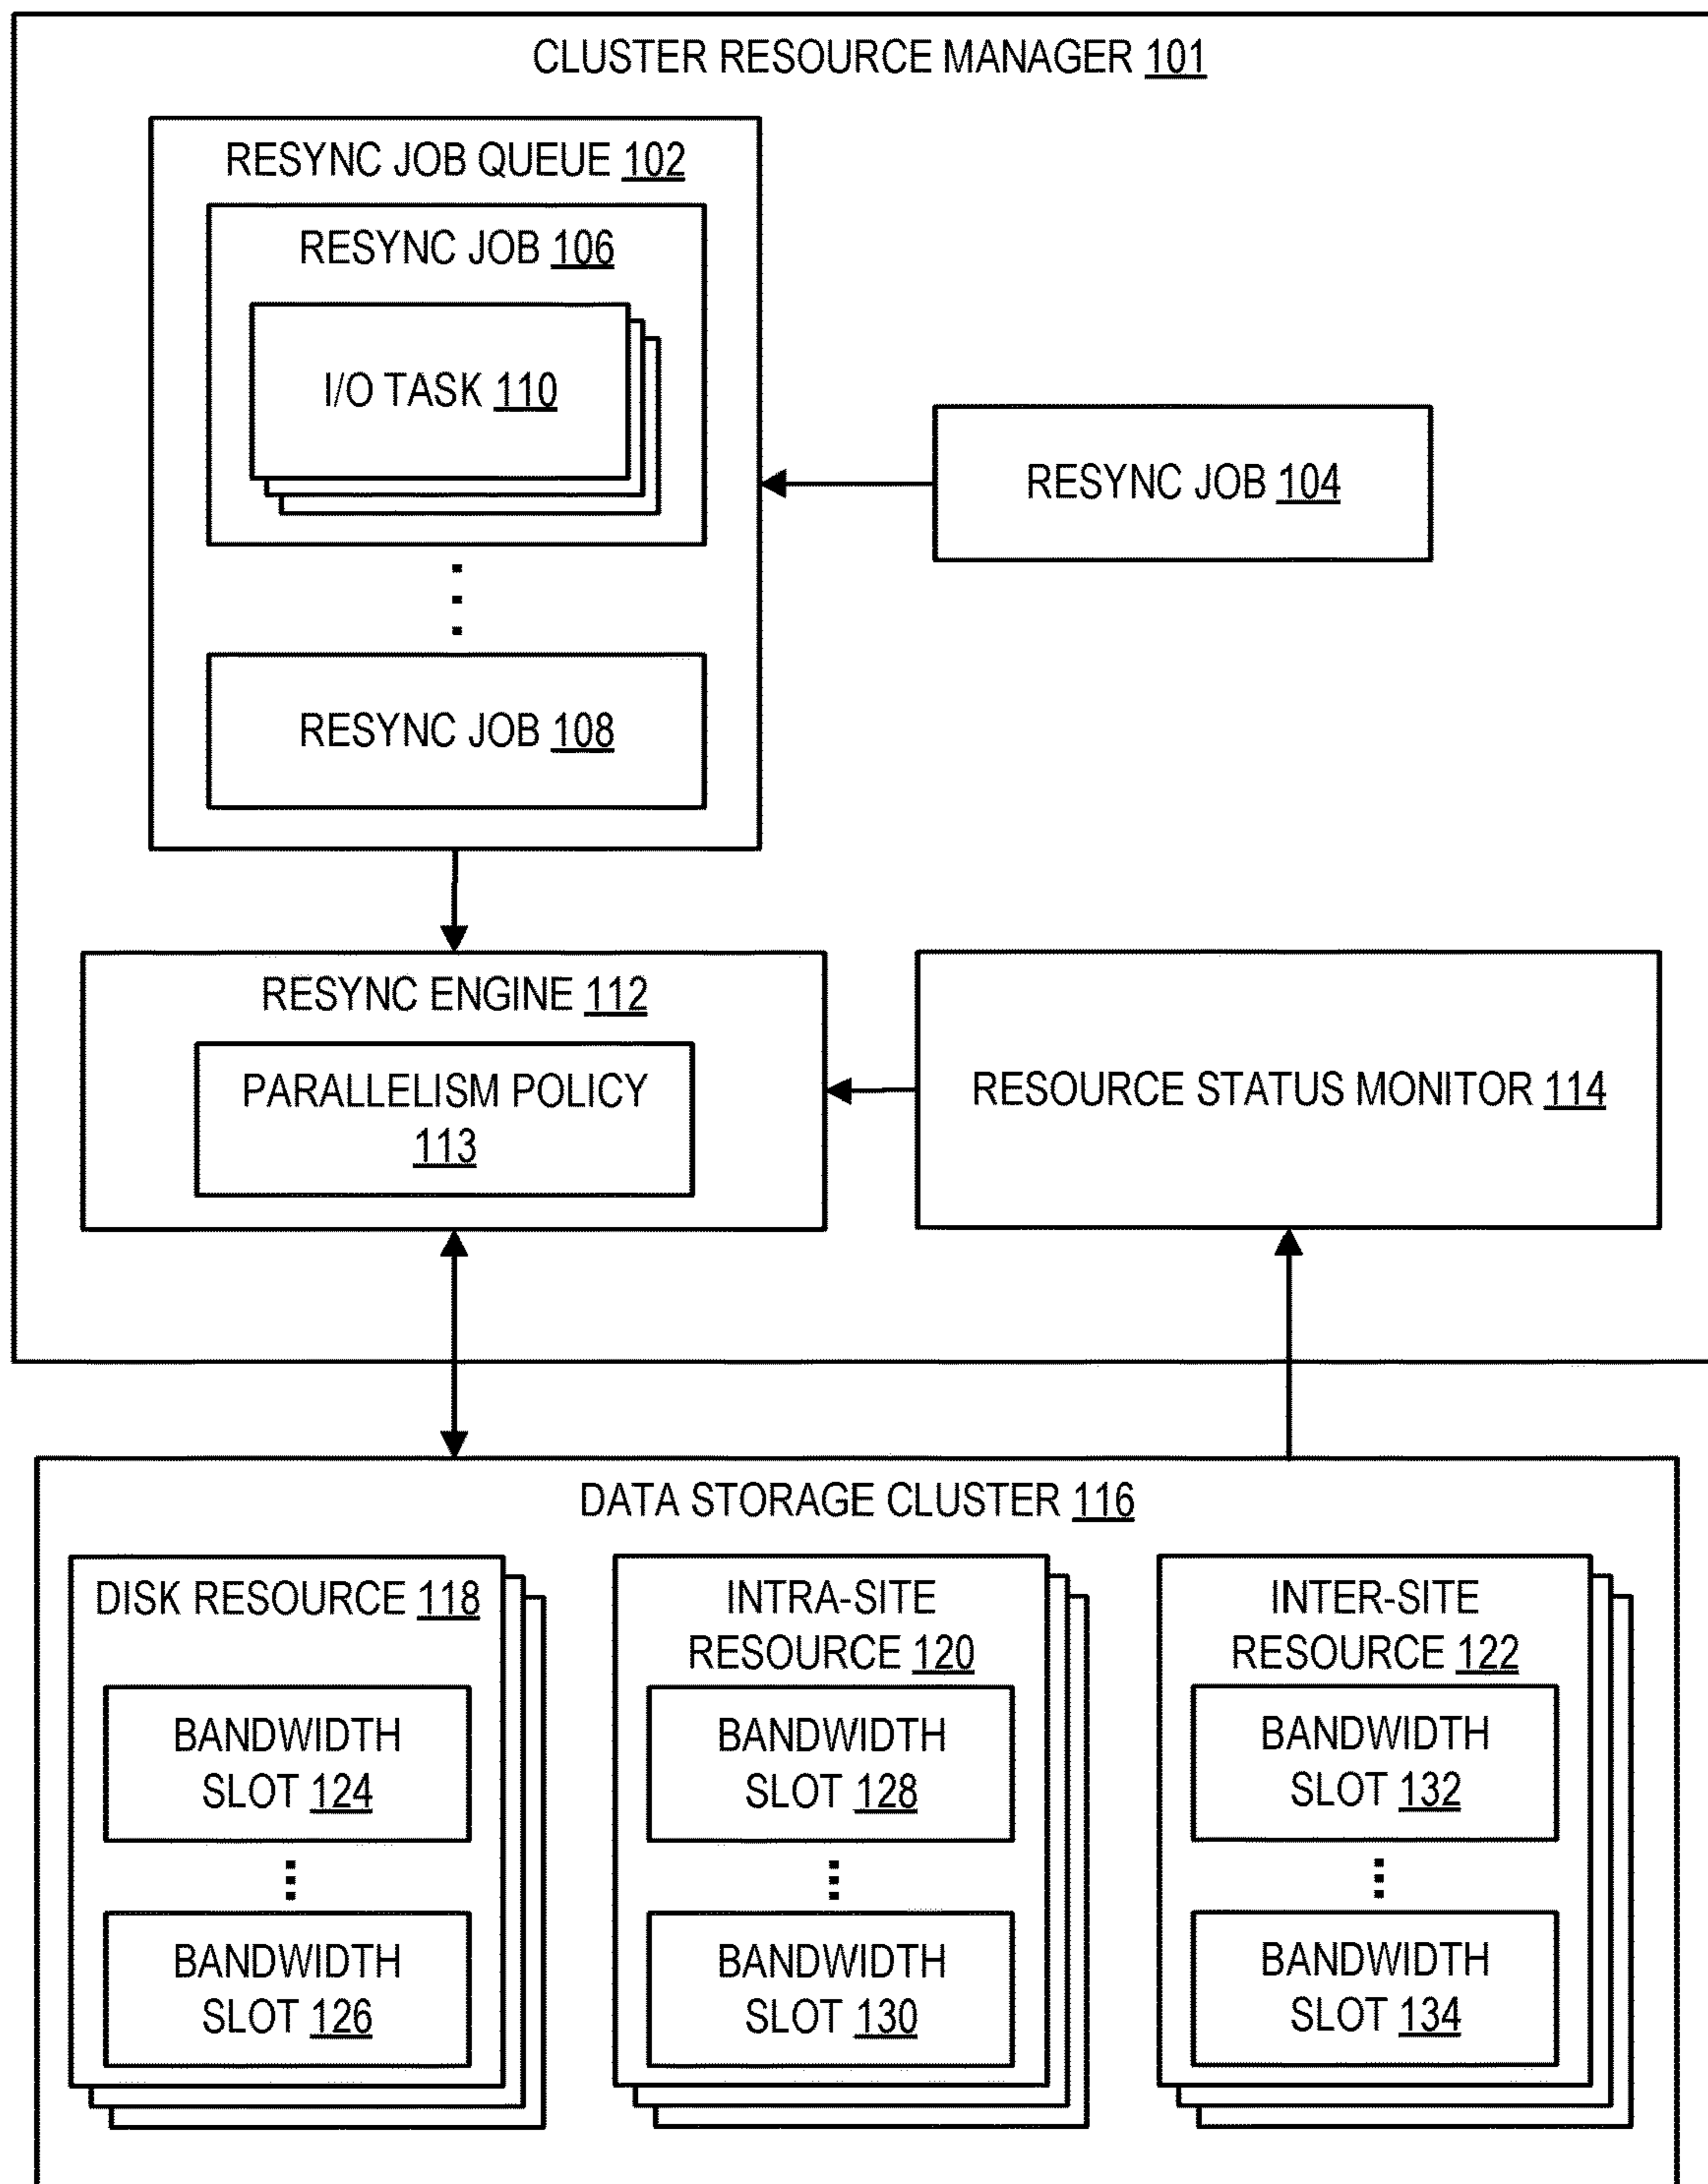 CLUSTER RESOURCE MANAGER 101
RESYNC JOB QUEUE 102
RESYNC JOB 106
I/O TASK 110
RESYNC JOB 104
RESYNC JOB 108
RESYNC ENGINE 112
PARALLELISM POLICY
113
RESOURCE STATUS MONITOR 114
DATA STORAGE CLUSTER 116
DISK RESOURCE 118
BANDWIDTH
SLOT 124
BANDWIDTH
SLOT 126
INTRA-SITE
RESOURCE 120
BANDWIDTH
SLOT 128
BANDWIDTH
SLOT 130
INTER-SITE
RESOURCE 122
BANDWIDTH
SLOT 132
BANDWIDTH
SLOT 134